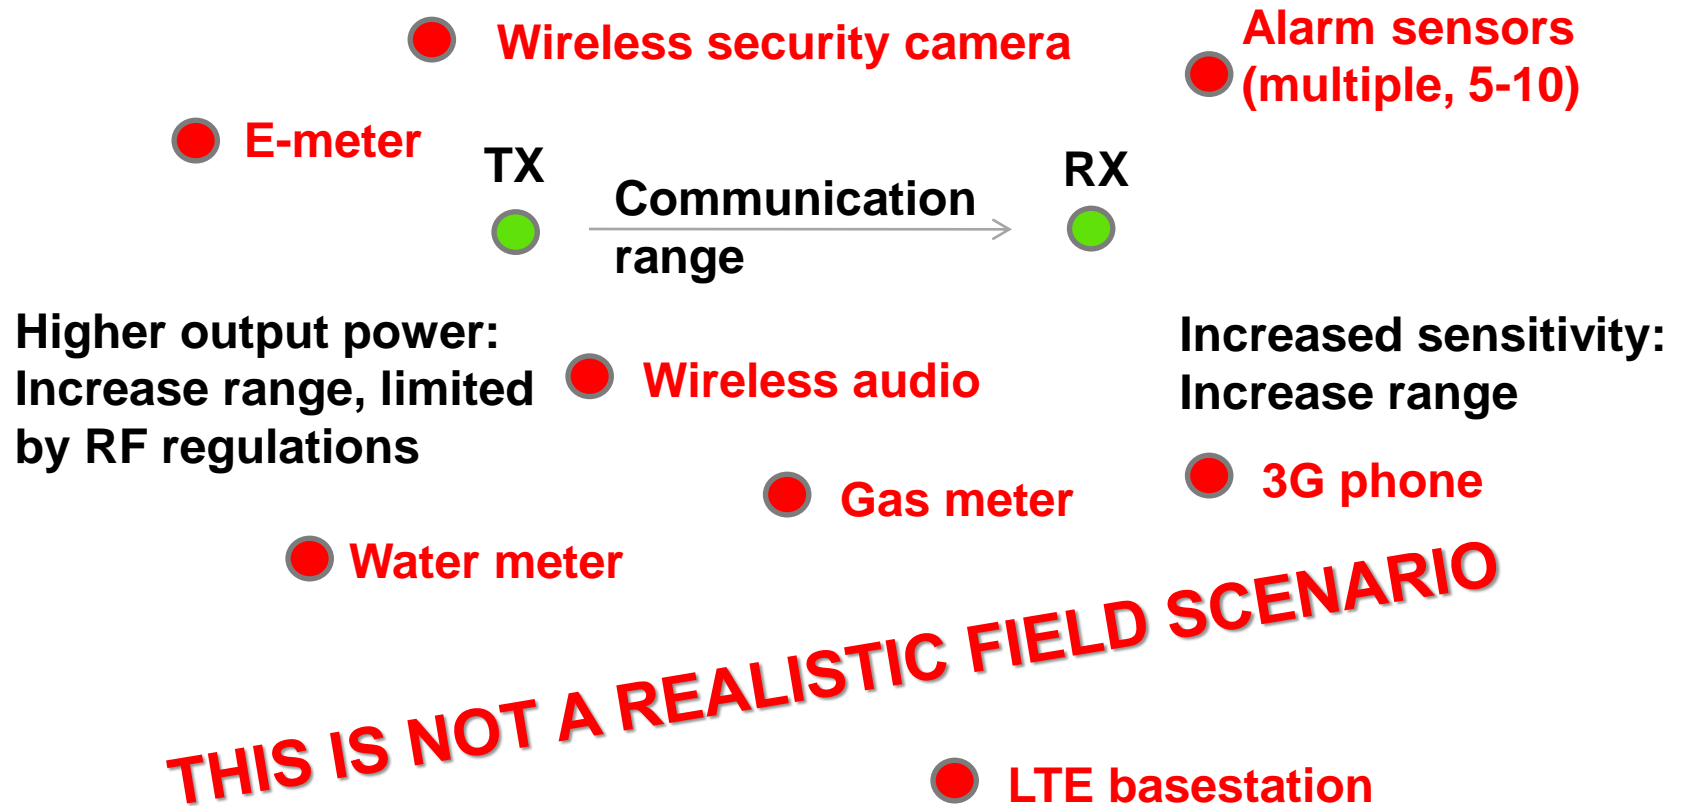 Wireless security camera
Alarm sensors
(multiple, 5-10)
E-meter
TX
RX
Communication
range
Higher output power:
Increase range, limited
by RF regulations
Increased sensitivity:
Increase range
Wireless audio
Gas meter
3G phone
Water meter
THIS IS NOT A REALISTIC FIELD SCENARIO
LTE basestation